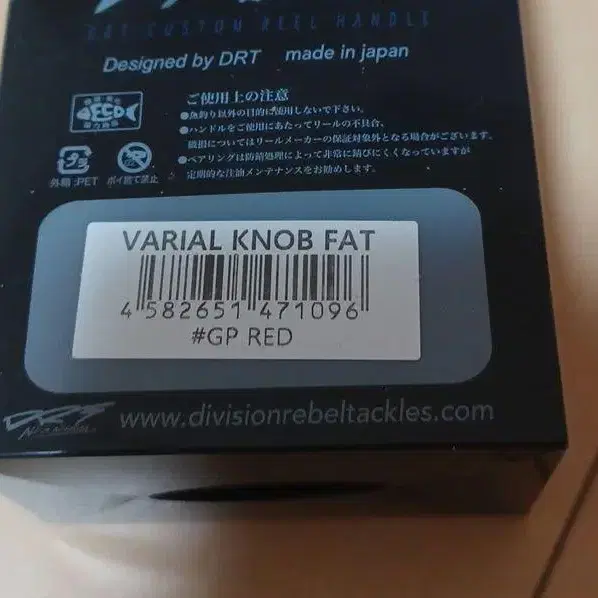 DRT CUSTOM REEL HANDLE
Designed by DRT made in japan
ECO
ご使用上の注意
●魚釣り以外の目的に使用しないで下さい。
●ハンドルをご使用にあたってリールの不具合、
破損についてはリールメーカーの保証対象外となる場合がございます。
●ベアリングは防錆処理によって非常に錆びにくくなっていますが
定期的な注油メンテナンスをお勧めします。
プラ
外箱:PET ポイ捨て禁止
VARIAL KNOB FAT
4 582651 471096
#GP RED
DRT
www.divisionrebeltackles.com